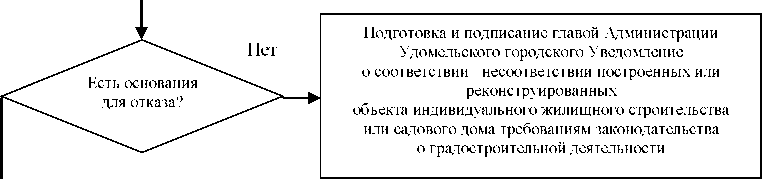 Есть основания
для отказа?
Нет
Подготовка и подписание главой Администрации
Удомельского городского Уведомление
о соответствии несоответствии построенных или
реконструированных
объекта индивидуального жилищного строительства
или садового дома требованиям законодательства
о градостроительной деятельности